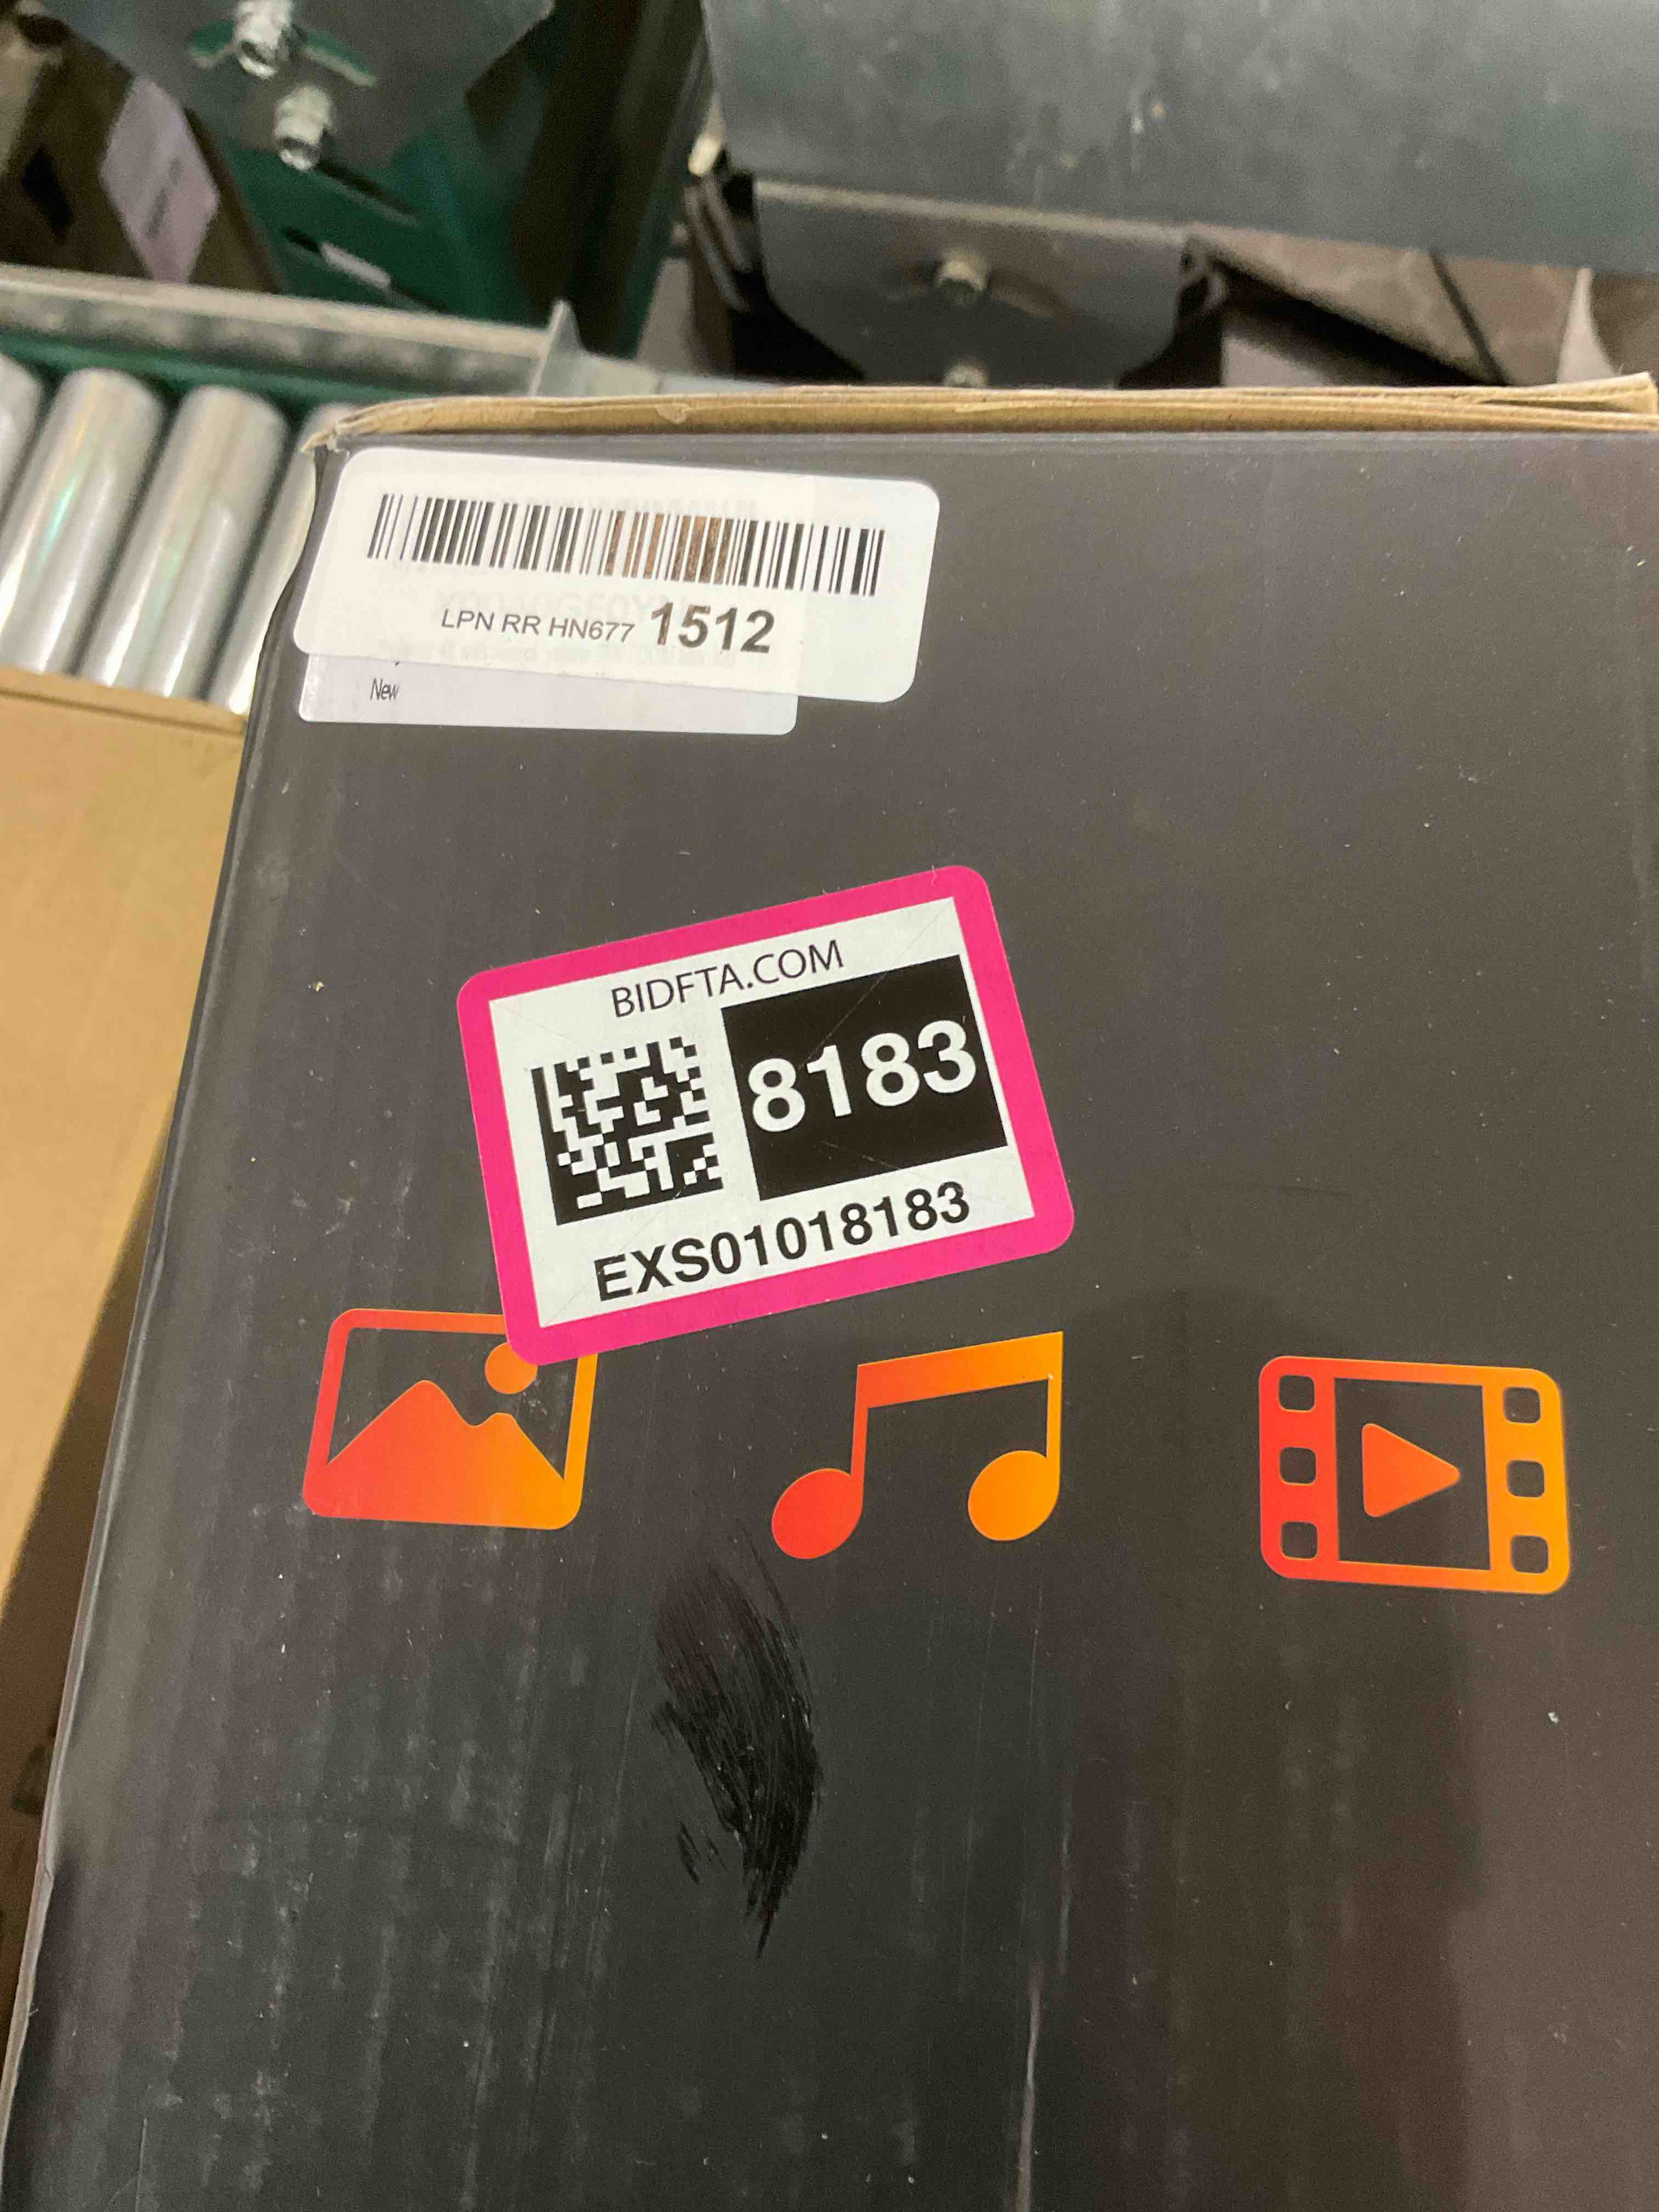 LPN RR HN677 1512
New
BIDFTA.COM
8183
EXS01018183